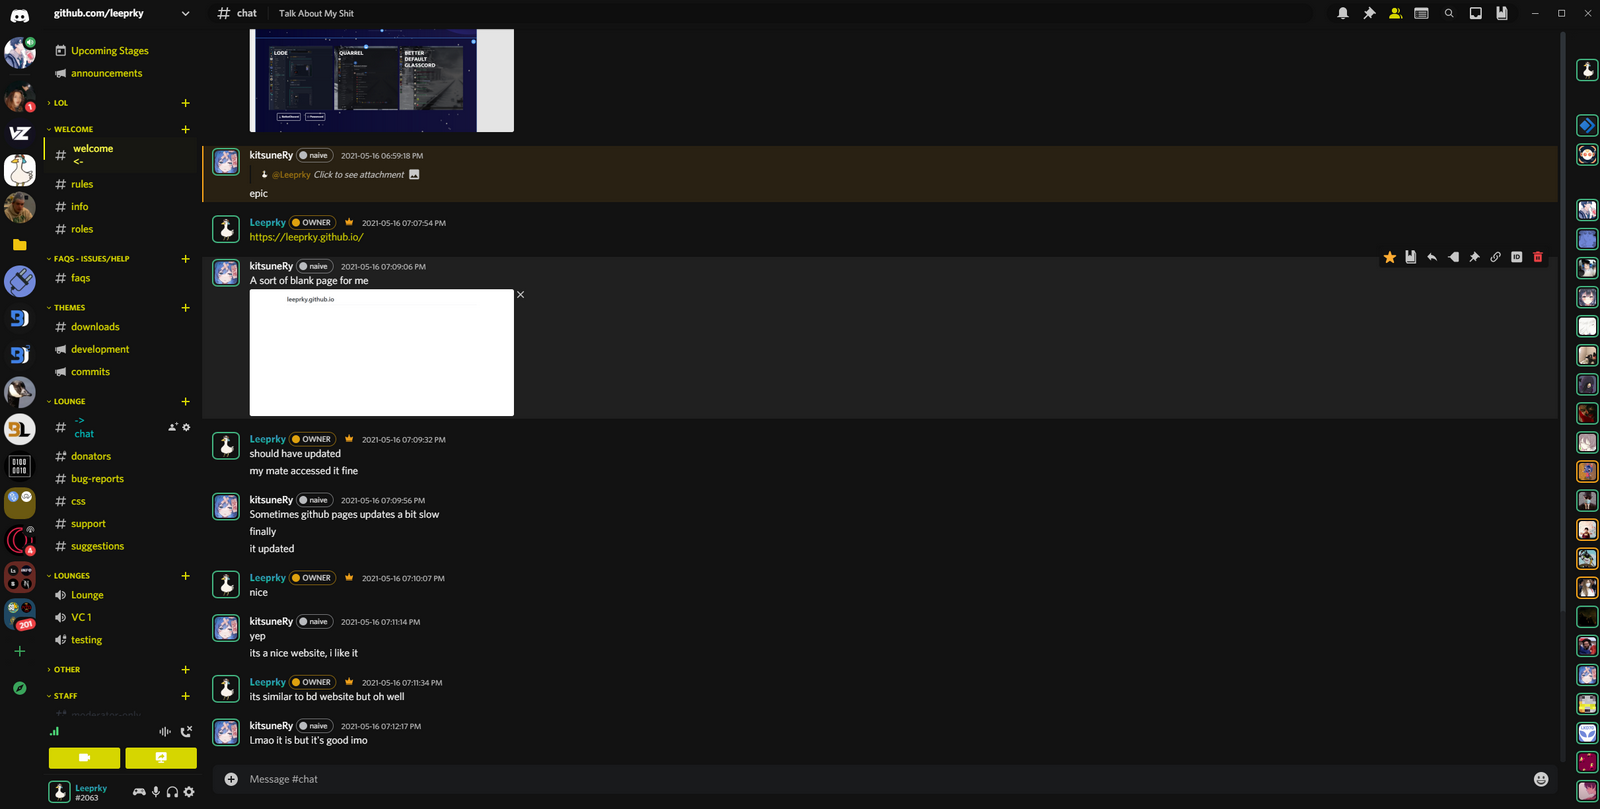 github.com/leeprky
# chat
Talk About My Shit
Upcoming Stages
announcements
LOL
WELCOME
welcome
<-
rules
info
roles
FAQS - ISSUES/HELP
faqs
THEMES
downloads
development
commits
LOUNGE
->
chat
donators
bug-reports
css
support
suggestions
LOUNGES
Lounge
VC 1
testing
OTHER
STAFF
moderator-only
Leeprky
#2063
1
VZ
4
201
LODE
QUARREL
BETTER
DEFAULT
GLASSCORD
kitsuneRy naive 2021-05-16 06:59:18 PM
@Leeprky Click to see attachment
epic
Leeprky OWNER 2021-05-16 07:07:54 PM
https://leeprky.github.io/
kitsuneRy naive 2021-05-16 07:09:06 PM
A sort of blank page for me
leeprky.github.io
ID
Leeprky OWNER 2021-05-16 07:09:32 PM
should have updated
my mate accessed it fine
kitsuneRy naive 2021-05-16 07:09:56 PM
Sometimes github pages updates a bit slow
finally
it updated
Leeprky OWNER 2021-05-16 07:10:07 PM
nice
kitsuneRy naive 2021-05-16 07:11:14 PM
yep
its a nice website, i like it
Leeprky OWNER 2021-05-16 07:11:34 PM
its similar to bd website but oh well
kitsuneRy naive 2021-05-16 07:12:17 PM
Lmao it is but it's good imo
Message #chat